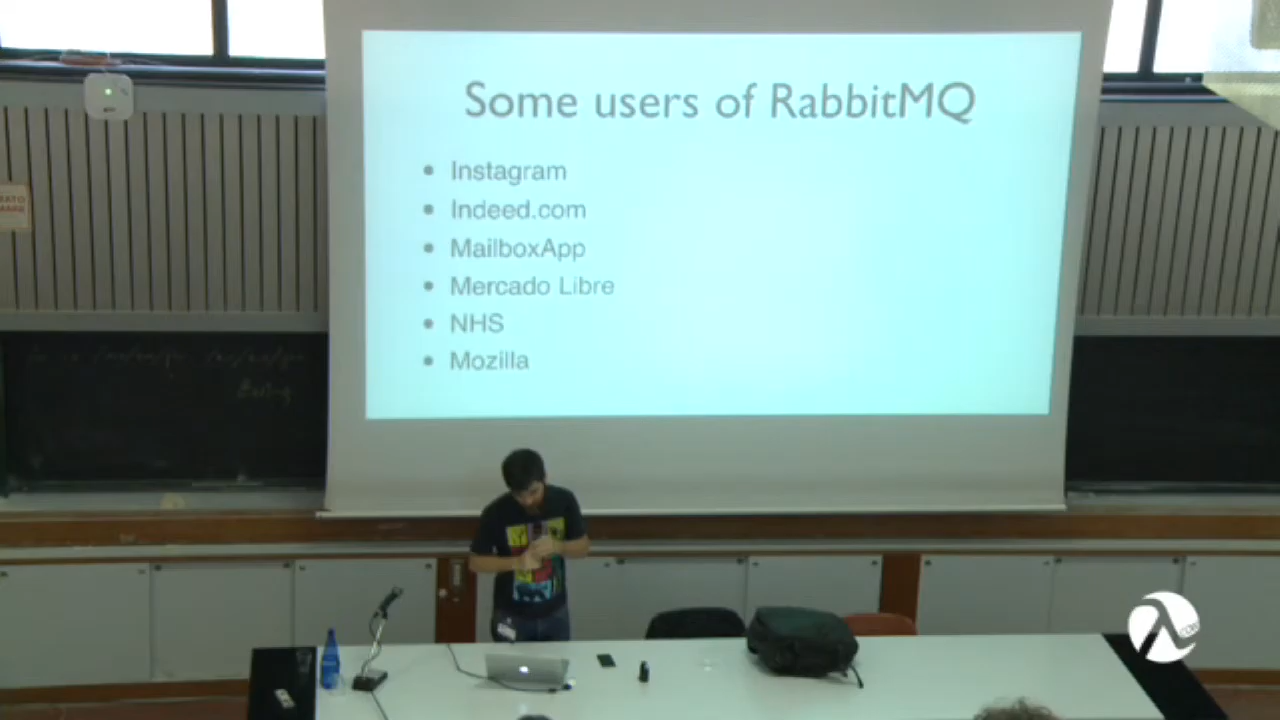 Some users of RabbitMQ
• Instagram
• Indeed.com
• MailboxApp
• Mercado Libre
• NHS
• Mozilla